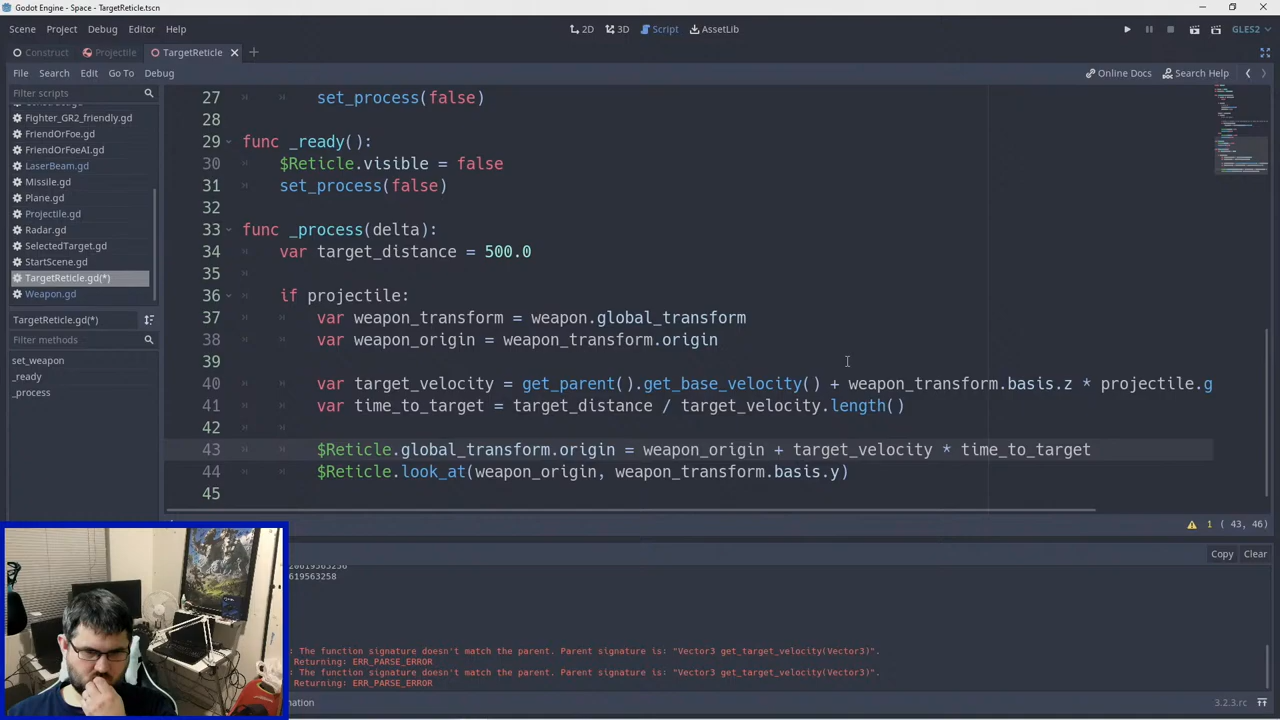 Godot Engine - Space - TargetReticle.tscn
Scene Project Debug Editor Help
2D 3D Script AssetLib
GLES2
Construct Projectile TargetReticle
File Search Edit Go To Debug
Online Docs Search Help
Filter scripts
Fighter_GR2_friendly.gd
FriendOrFoe.gd
FriendOrFoeAI.gd
LaserBeam.gd
Missile.gd
Plane.gd
Projectile.gd
Radar.gd
SelectedTarget.gd
StartScene.gd
TargetReticle.gd(*)
Weapon.gd
TargetReticle.gd(*)
Filter methods
set_weapon
_ready
_process
27 set_process(false)
28
29 func _ready():
30 $Reticle.visible = false
31 set_process(false)
32
33 func _process(delta):
34 var target_distance = 500.0
35
36 if projectile:
37 var weapon_transform = weapon.global_transform
38 var weapon_origin = weapon_transform.origin
39
40 var target_velocity = get_parent().get_base_velocity() + weapon_transform.basis.z * projectile.g
41 var time_to_target = target_distance / target_velocity.length()
42
43 $Reticle.global_transform.origin = weapon_origin + target_velocity * time_to_target
44 $Reticle.look_at(weapon_origin, weapon_transform.basis.y)
45
1 ( 43, 46)
Copy Clear
619563258
: The function signature doesn't match the parent. Parent signature is: "Vector3 get_target_velocity(Vector3)".
Returning: ERR_PARSE_ERROR
: The function signature doesn't match the parent. Parent signature is: "Vector3 get_target_velocity(Vector3)".
Returning: ERR_PARSE_ERROR
mation
3.2.3.rc